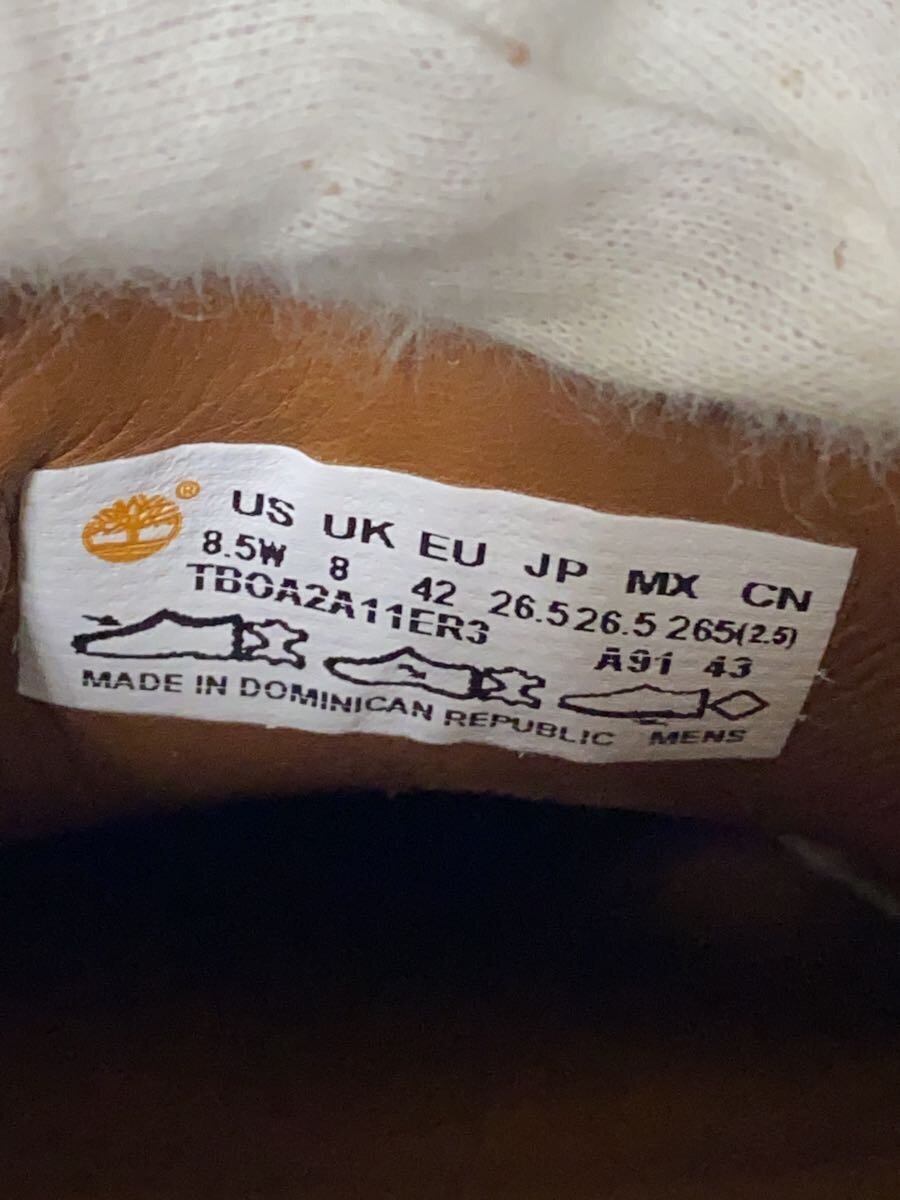 ® US UK EU JP MX CN
8.5W 8 42 26.5 26.5 265(2.5)
TB0A2A11ER3 A91 43
MADE IN DOMINICAN REPUBLIC MENS